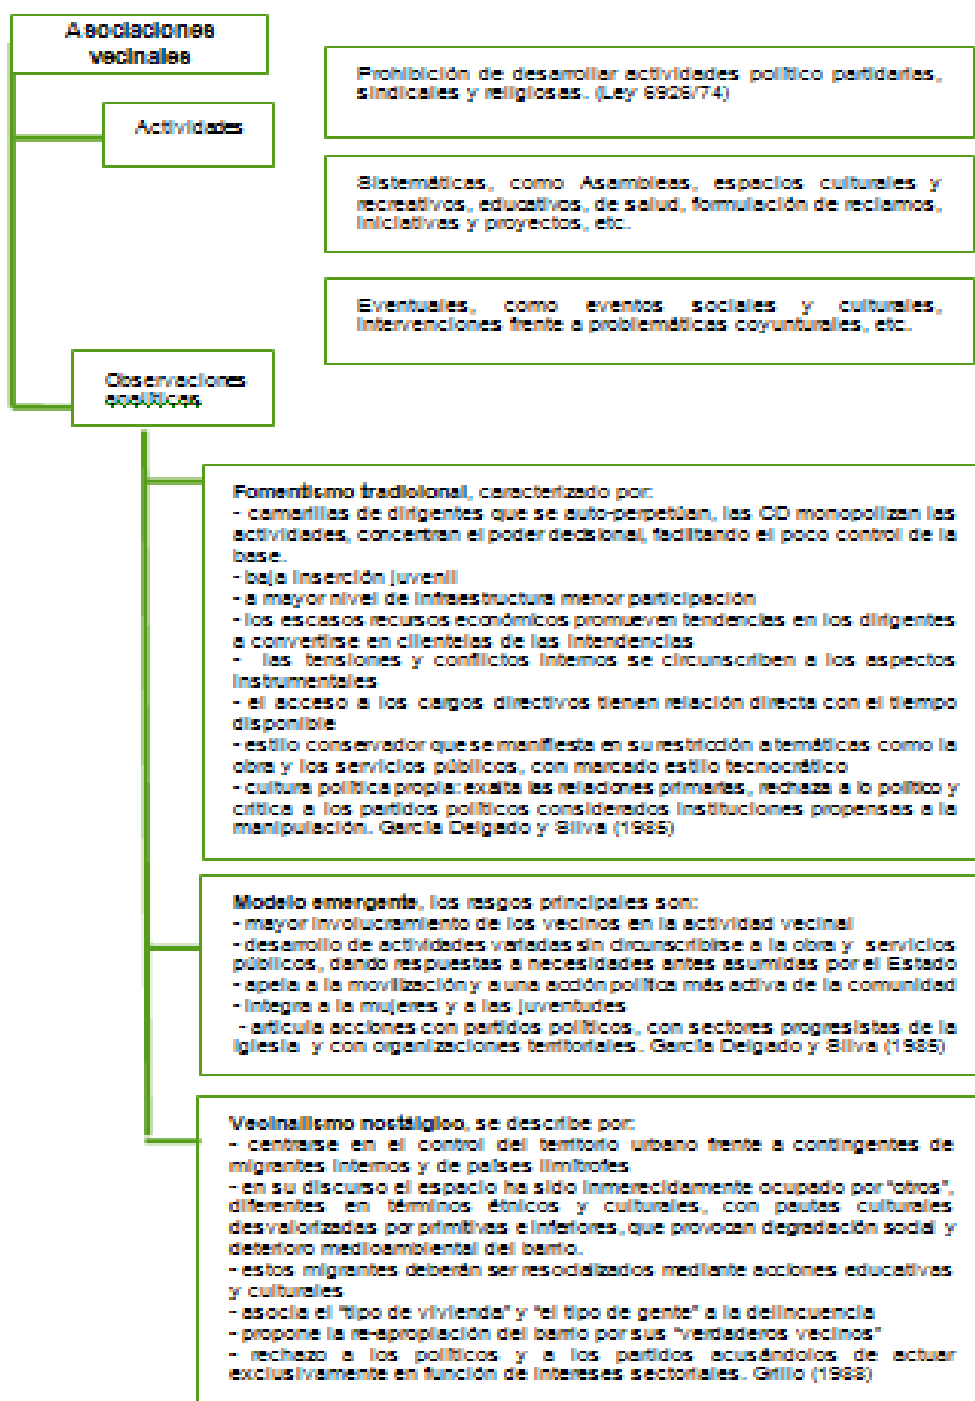 Asociaciones
vecinales
Actividades
Prohibición de desarrollar actividades político partidarias,
sindicales y religiosas. (Ley 6926/74)
Sistemáticas, como Asambleas, espacios culturales y
recreativos, educativos, de salud, formulación de reclamos,
iniciativas y proyectos, etc.
Eventuales, como eventos sociales y culturales,
intervenciones frente a problemáticas coyunturales, etc.
Observaciones
analíticas
Fomentismo tradicional, caracterizado por:
- camarillas de dirigentes que se auto-perpetúan, las CD monopolizan las
actividades, concentran el poder decisional, facilitando el poco control de la
base.
- baja inserción juvenil
- a mayor nivel de infraestructura menor participación
- los escasos recursos económicos promueven tendencias en los dirigentes
a convertirse en clientelas de las intendencias
- las tensiones y conflictos internos se circunscriben a los aspectos
instrumentales
- el acceso a los cargos directivos tienen relación directa con el tiempo
disponible
- estilo conservador que se manifiesta en su restricción a temáticas como la
obra y los servicios públicos, con marcado estilo tecnocrático
- cultura política propia: exalta las relaciones primarias, rechaza a lo político y
critica a los partidos políticos considerados instituciones propensas a la
manipulación. García Delgado y Silva (1985)
Modelo emergente, los rasgos principales son:
- mayor involucramiento de los vecinos en la actividad vecinal
- desarrollo de actividades variadas sin circunscribirse a la obra y servicios
públicos, dando respuestas a necesidades antes asumidas por el Estado
- apela a la movilización y a una acción política más activa de la comunidad
- integra a la mujeres y a las juventudes
- articula acciones con partidos políticos, con sectores progresistas de la
iglesia y con organizaciones territoriales. García Delgado y Silva (1985)
Vecinalismo nostálgico, se describe por:
- centrarse en el control del territorio urbano frente a contingentes de
migrantes internos y de países limítrofes
- en su discurso el espacio ha sido inmerecidamente ocupado por "otros",
diferentes en términos étnicos y culturales, con pautas culturales
desvalorizadas por primitivas e inferiores, que provocan degradación social y
deterioro medioambiental del barrio.
- estos migrantes deberán ser resocializados mediante acciones educativas
y culturales
- asocia el "tipo de vivienda" y "el tipo de gente" a la delincuencia
- propone la re-apropiación del barrio por sus "verdaderos vecinos"
- rechazo a los políticos y a los partidos acusándolos de actuar
exclusivamente en función de intereses sectoriales. Grillo (1988)